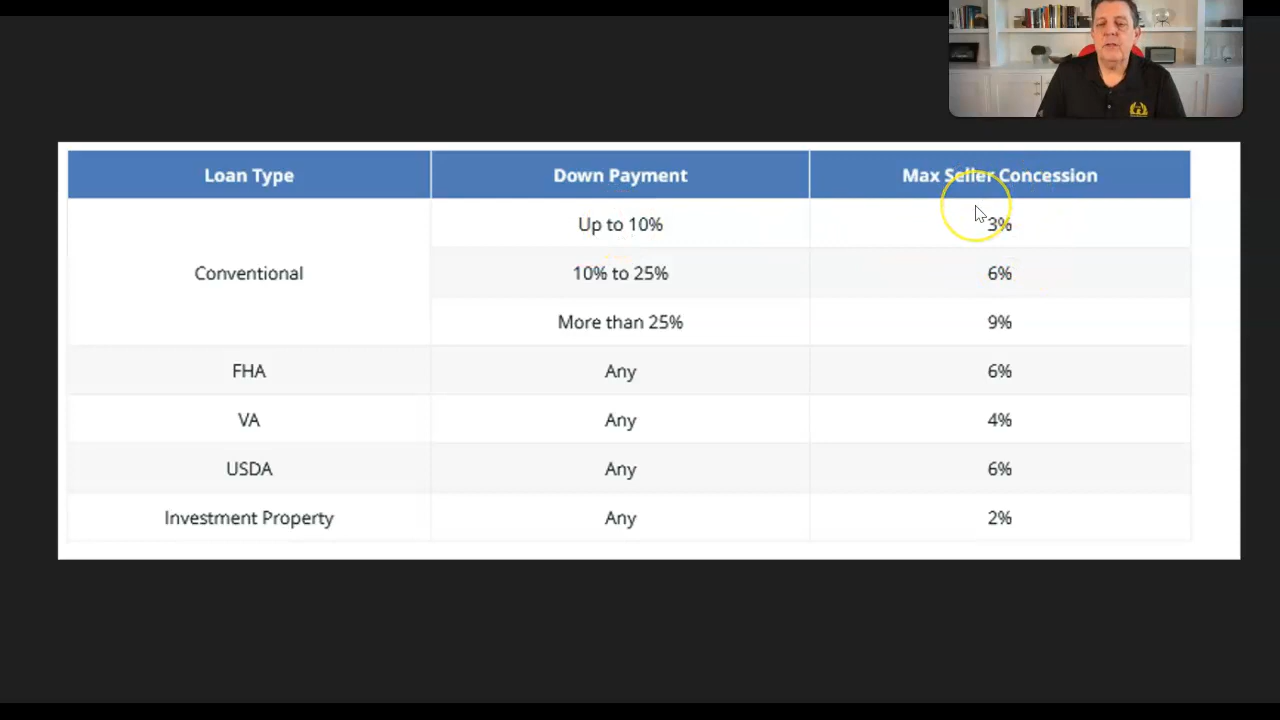 Loan Type Down Payment Max Seller Concession
Up to 10% 3%
Conventional 10% to 25% 6%
More than 25% 9%
FHA Any 6%
VA Any 4%
USDA Any 6%
Investment Property Any 2%